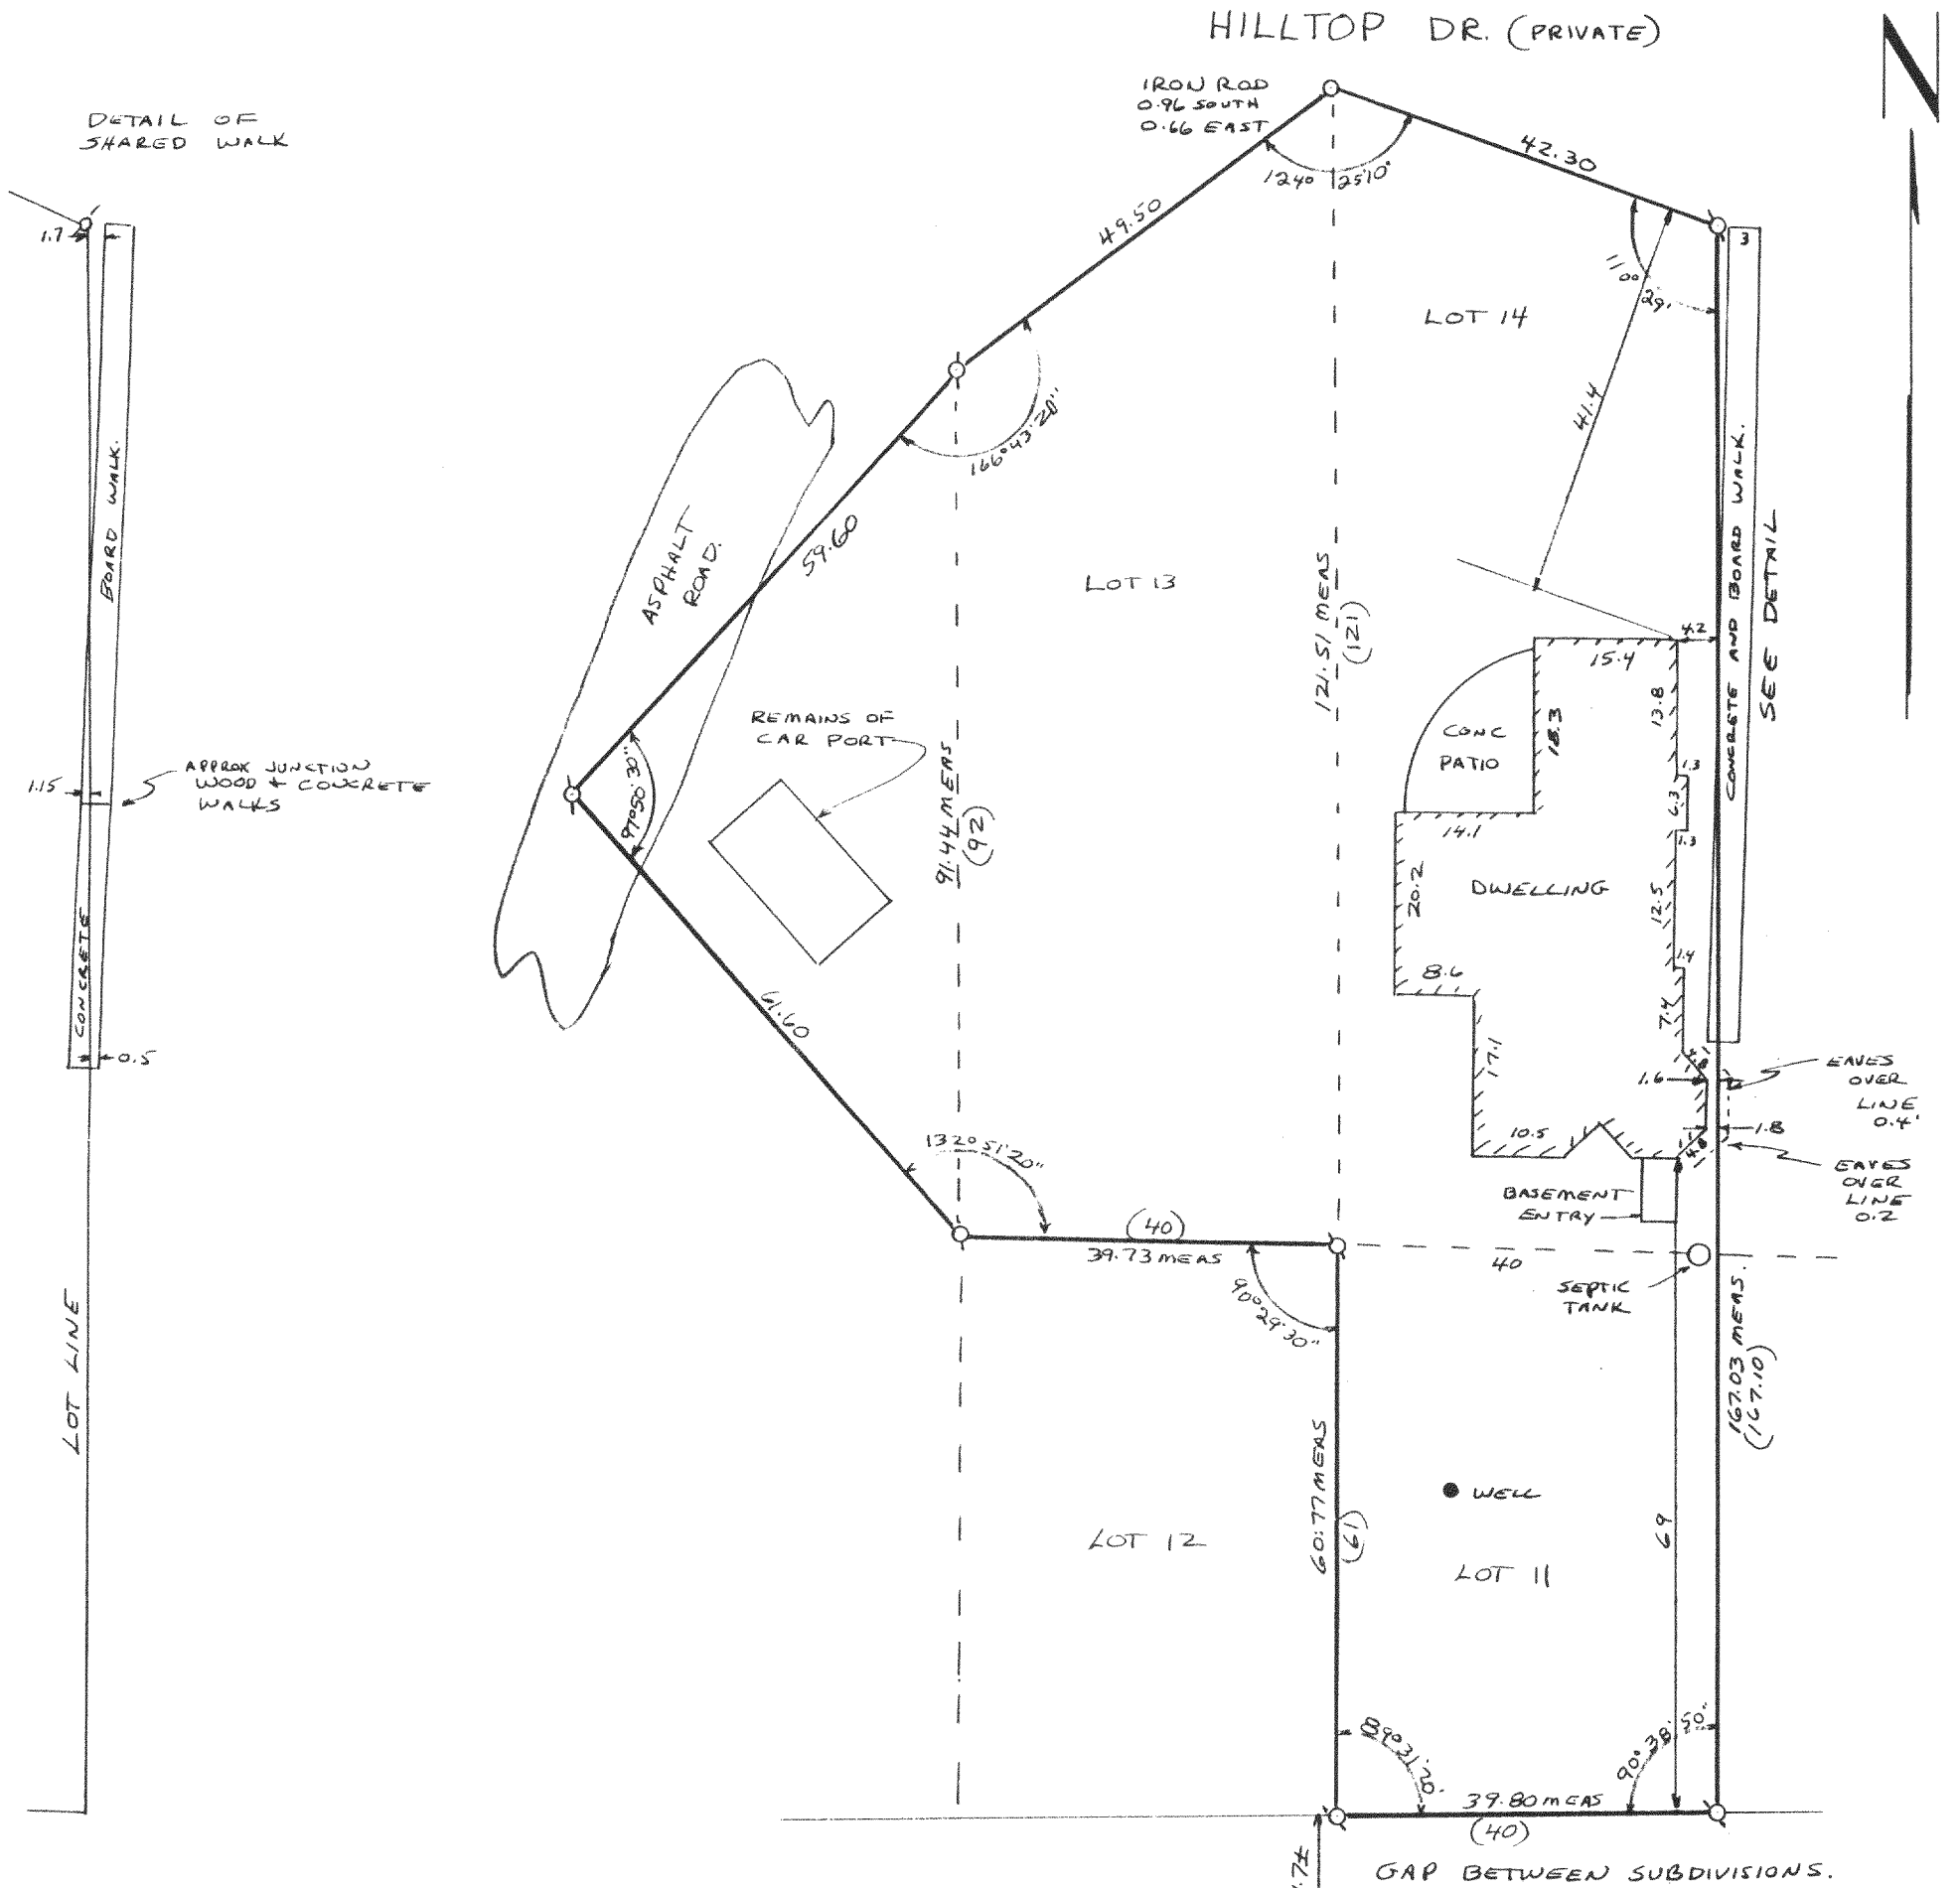 HILLTOP DR. (PRIVATE)
N
DETAIL OF
SHARED WALK
IRON ROD
0.96 SOUTH
0.66 EAST
42.30
124° 25'10"
49.50
110°
29'
3
1.7
LOT 14
41.4
BOARD WALK.
166°43'20"
CONCRETE AND BOARD WALK.
SEE DETAIL
ASPHALT
ROAD.
59.60
LOT 13
121.51 MEAS
(121)
4.2
15.4
13.8
18.3
CONC
PATIO
REMAINS OF
CAR PORT
1.3
6.3
1.3
14.1
APPROX JUNCTION
WOOD + CONCRETE
WALKS
1.15
97°50'30"
91.44 MEAS
(92)
20.2
DWELLING
12.5
1.4
8.6
7.4
CONCRETE
0.5
61.60
17.1
4.8
1.6
EAVES
OVER
LINE
0.4'
1.8
10.5
4.8
EAVES
OVER
LINE
0.2
132°51'20"
BASEMENT
ENTRY
(40)
39.73 MEAS
40
SEPTIC
TANK
90°29'30"
LOT LINE
167.03 MEAS.
(167.10)
60.77 MEAS
(61)
WELL
69
LOT 12
LOT 11
89°21'20"
90°38'50"
39.80 MEAS
(40)
.7±
GAP BETWEEN SUBDIVISIONS.